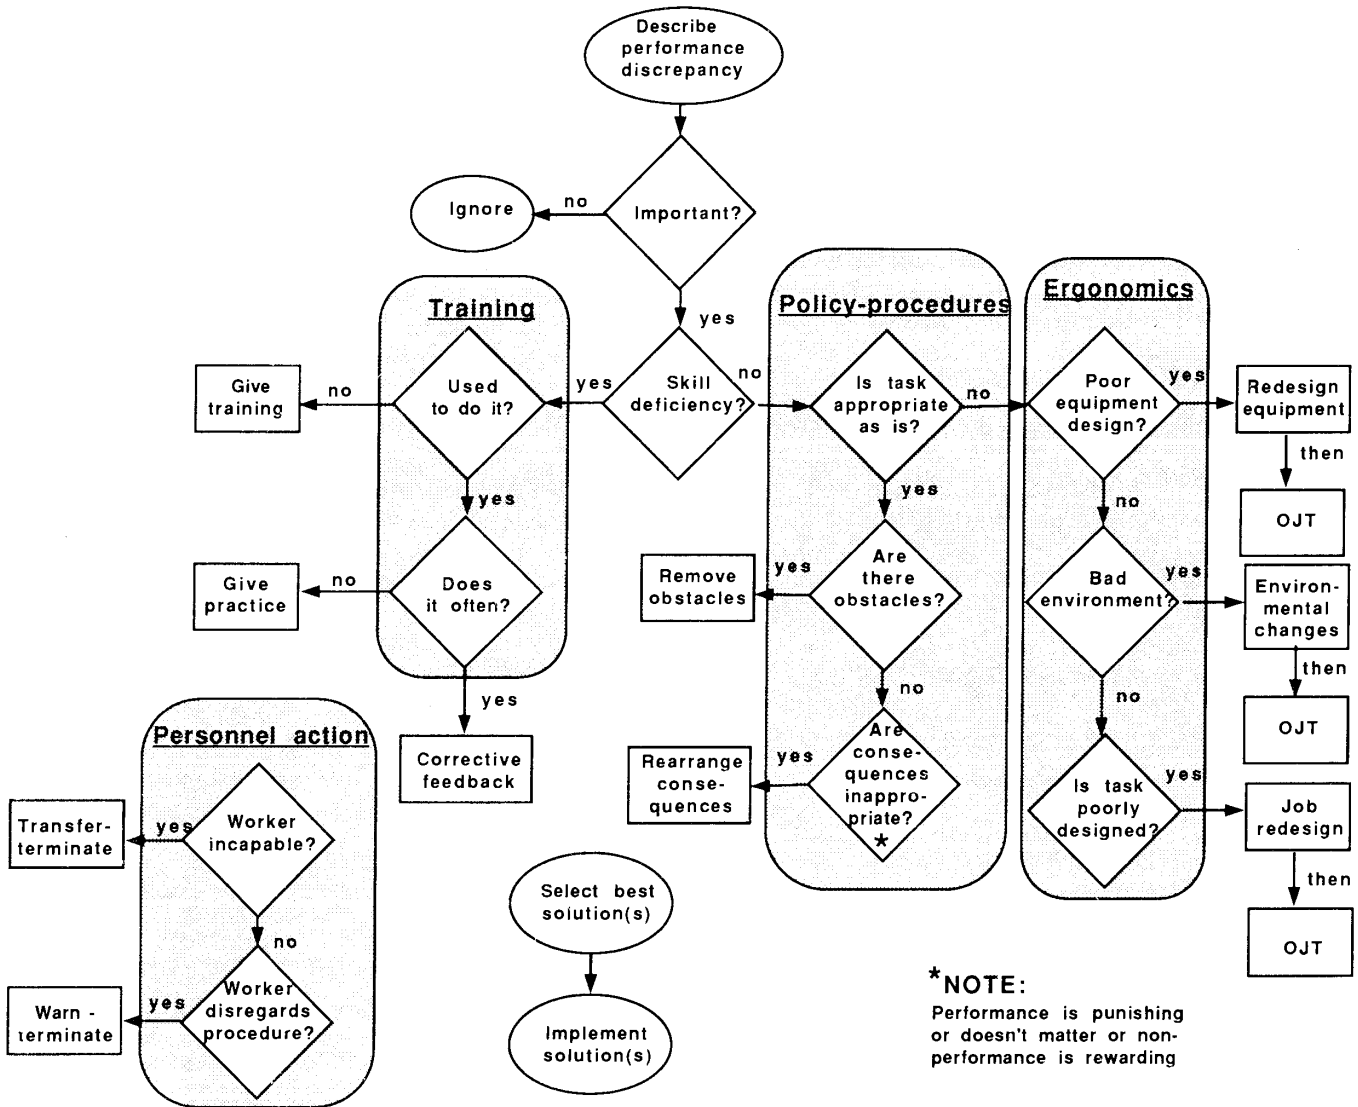 Describe
performance
discrepancy
Important?
no
Ignore
yes
Skill
deficiency?
yes
no
Training
Used
to do it?
no
Give
training
yes
Does
it often?
no
Give
practice
yes
Corrective
feedback
Policy-procedures
Is task
appropriate
as is?
no
yes
Are
there
obstacles?
yes
Remove
obstacles
no
Are
conse-
quences
inappro-
priate?
*
yes
Rearrange
conse-
quences
Ergonomics
Poor
equipment
design?
yes
Redesign
equipment
then
OJT
no
Bad
environment?
yes
Environ-
mental
changes
then
OJT
no
Is task
poorly
designed?
yes
Job
redesign
then
OJT
Personnel action
Worker
incapable?
yes
Transfer-
terminate
no
Worker
disregards
procedure?
yes
Warn -
terminate
Select best
solution(s)
Implement
solution(s)
*NOTE:
Performance is punishing
or doesn't matter or non-
performance is rewarding